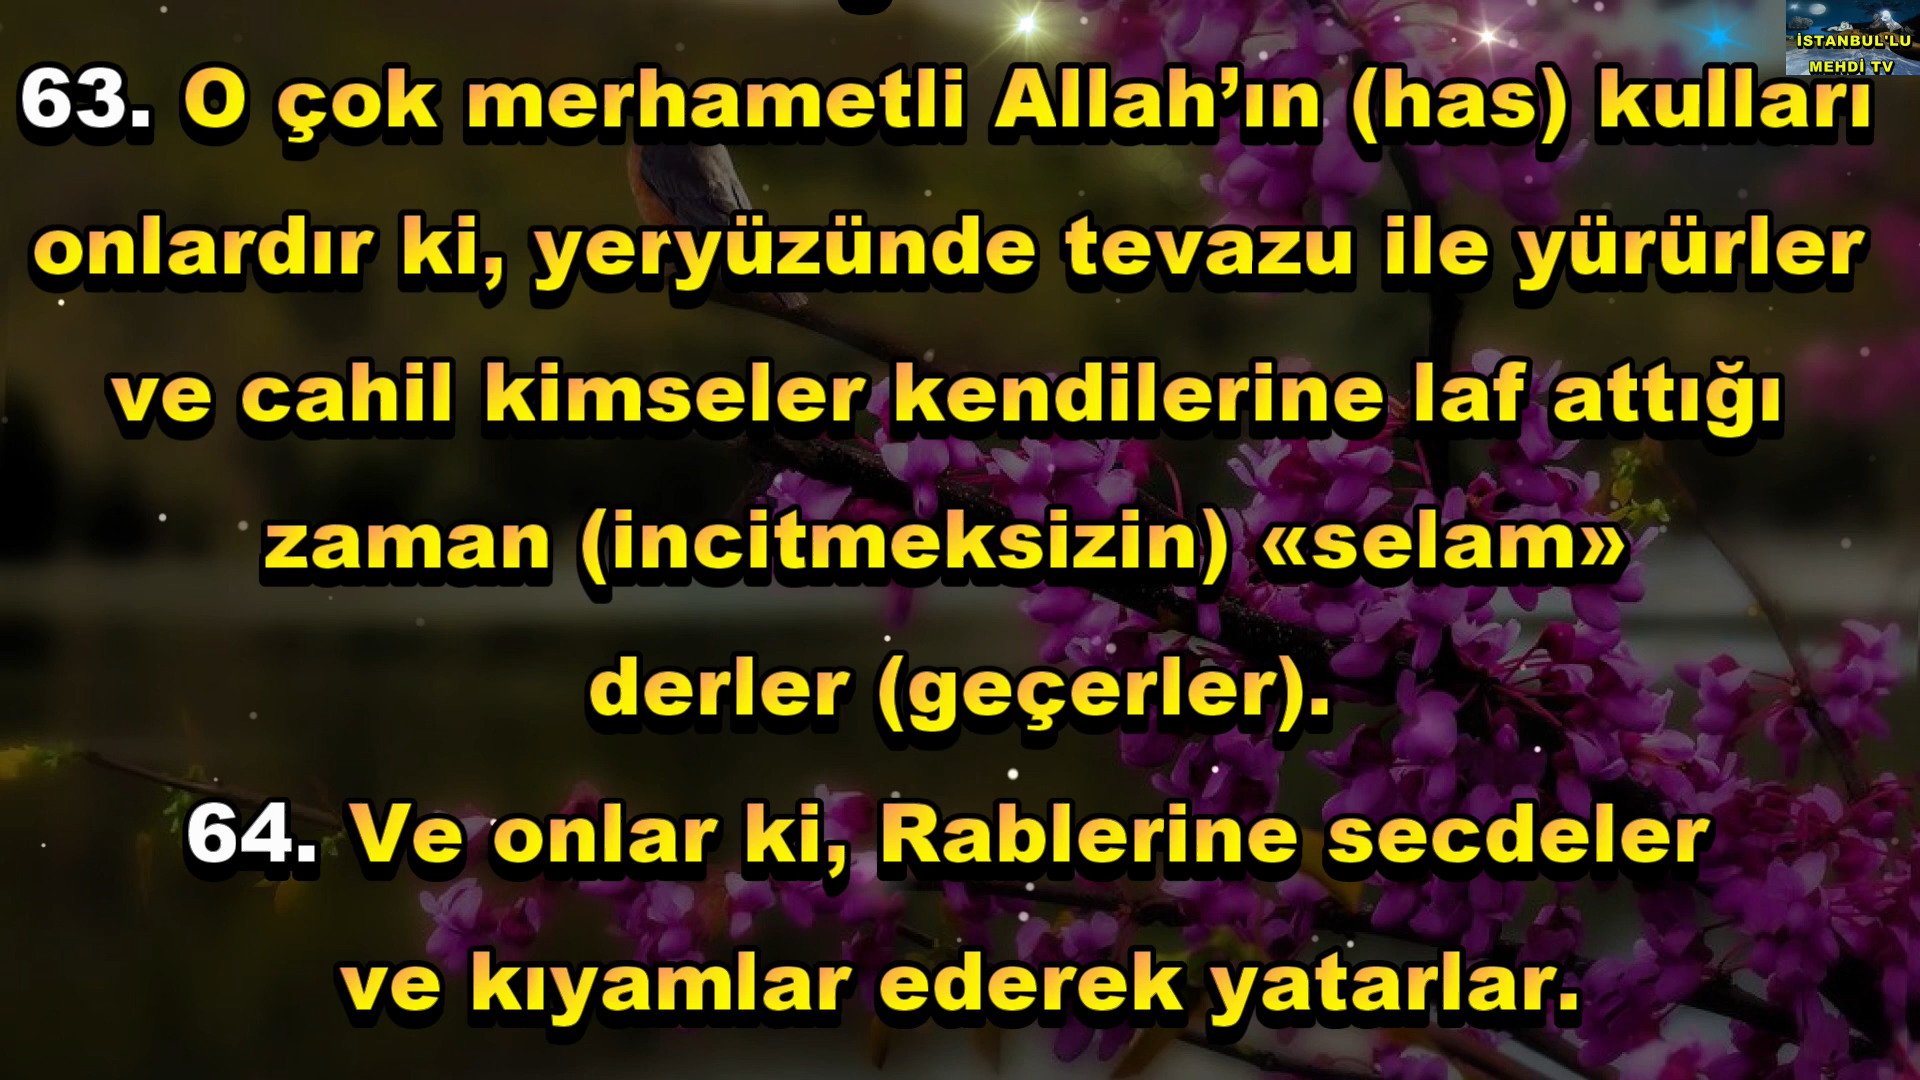 İSTANBUL'LU
MEHDİ TV
63. O çok merhametli Allah’ın (has) kulları
onlardır ki, yeryüzünde tevazu ile yürürler
ve cahil kimseler kendilerine laf attığı
zaman (incitmeksizin) «selam»
derler (geçerler).
64. Ve onlar ki, Rablerine secdeler
ve kıyamlar ederek yatarlar.